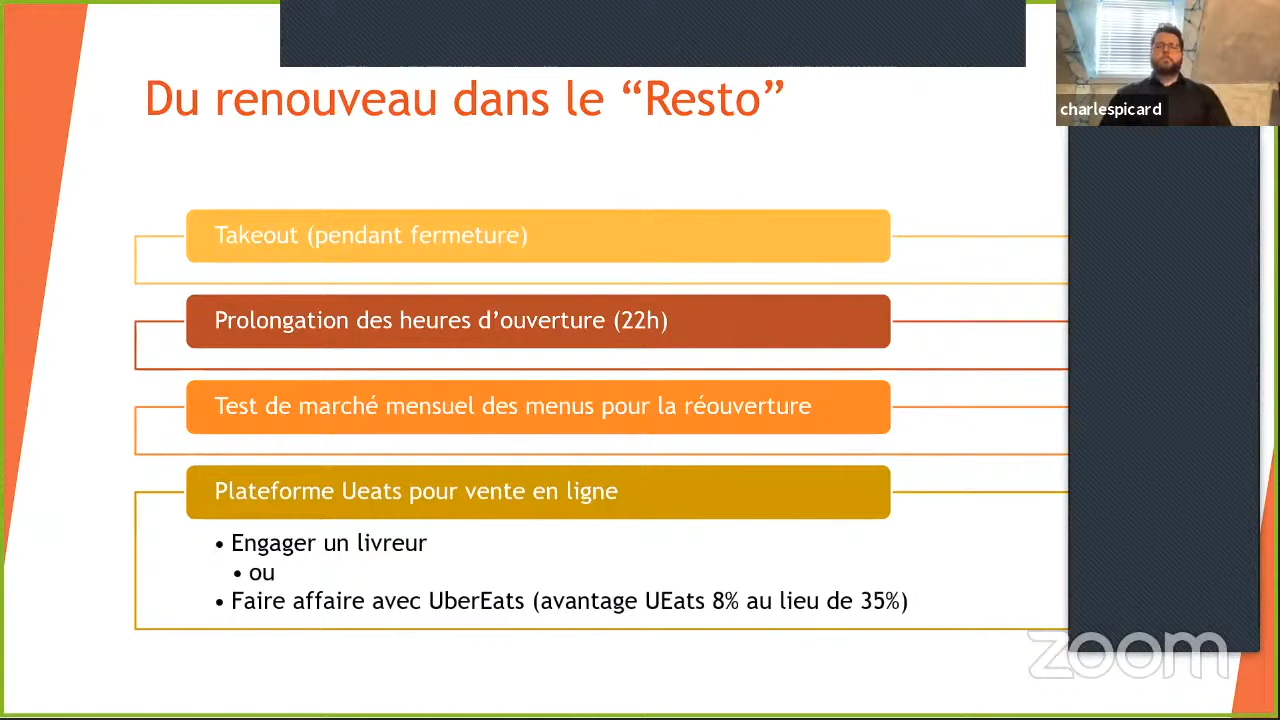 Du renouveau dans le “Resto”
charlespicard
Takeout (pendant fermeture)
Prolongation des heures d’ouverture (22h)
Test de marché mensuel des menus pour la réouverture
Plateforme Ueats pour vente en ligne
• Engager un livreur
• ou
• Faire affaire avec UberEats (avantage UEats 8% au lieu de 35%)
zoom